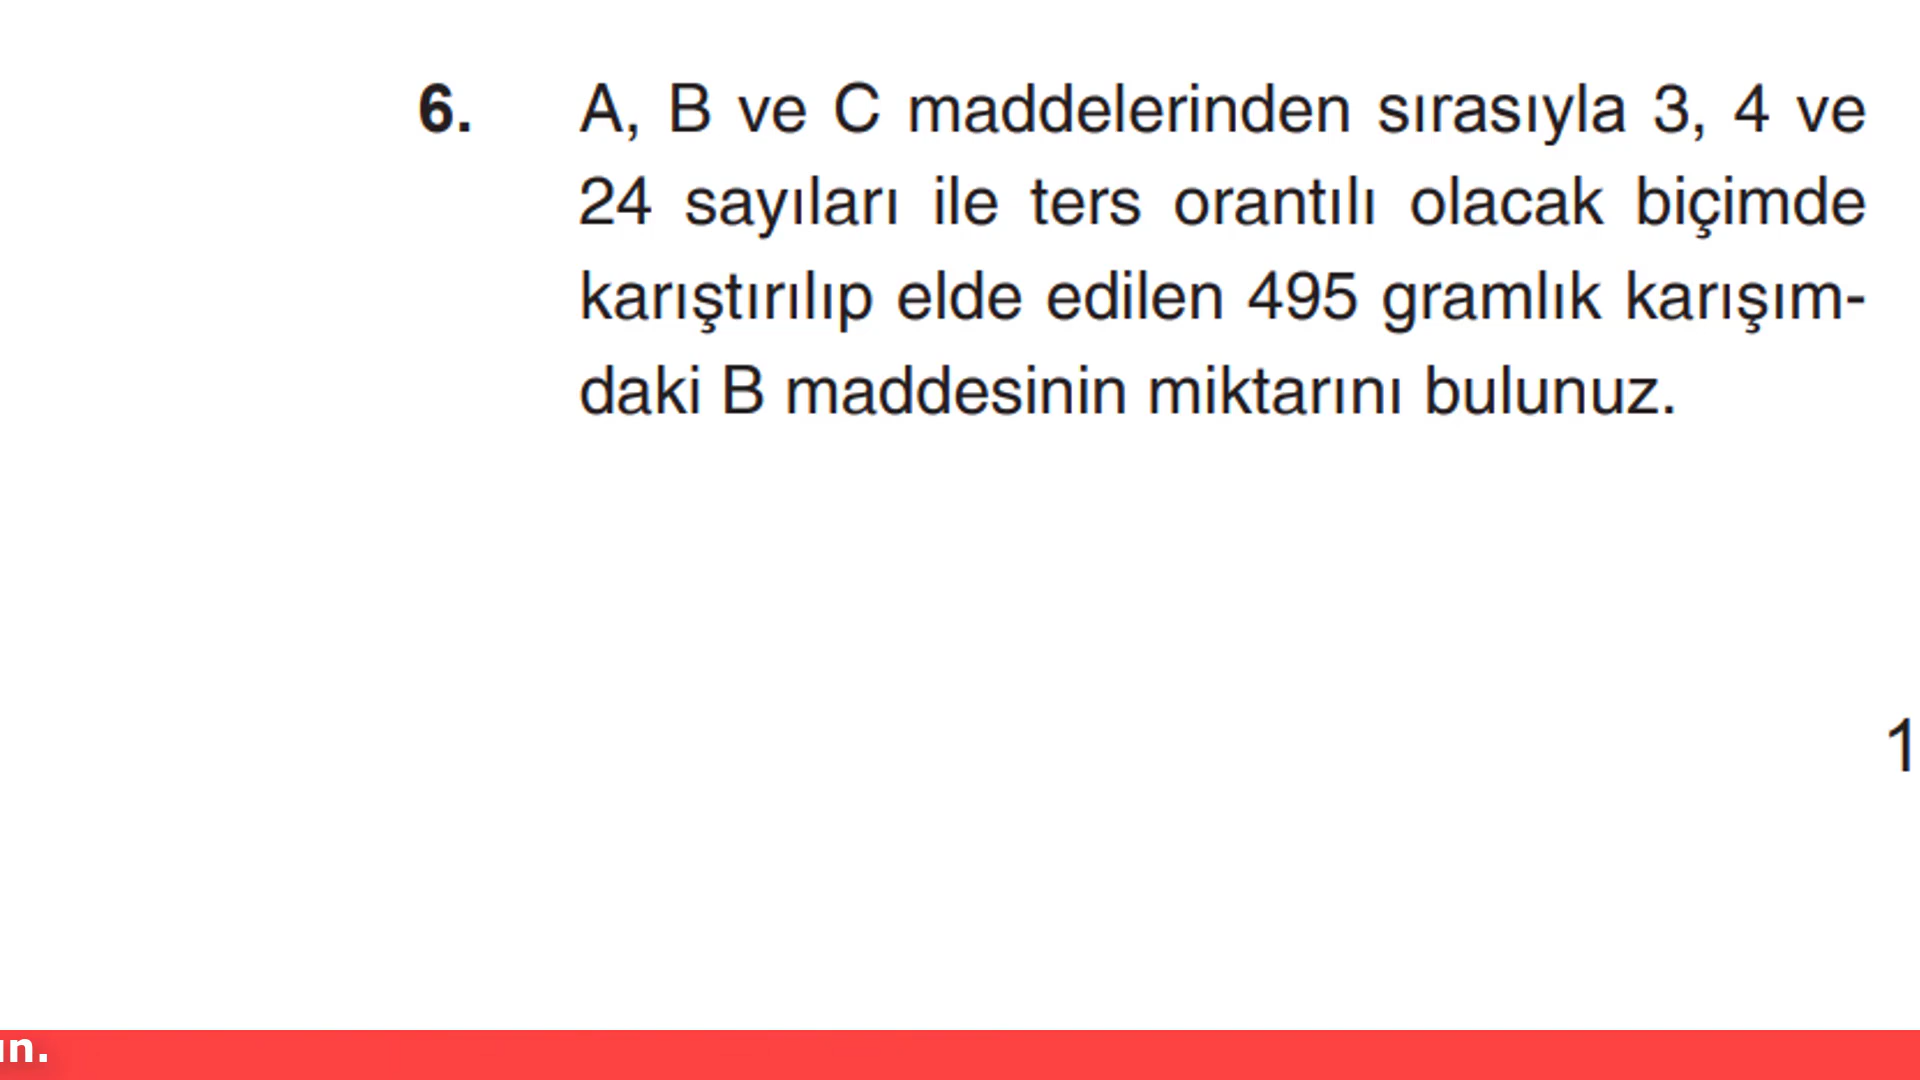 6. A, B ve C maddelerinden sırasıyla 3, 4 ve
24 sayıları ile ters orantılı olacak biçimde
karıştırılıp elde edilen 495 gramlık karışım-
daki B maddesinin miktarını bulunuz.
1